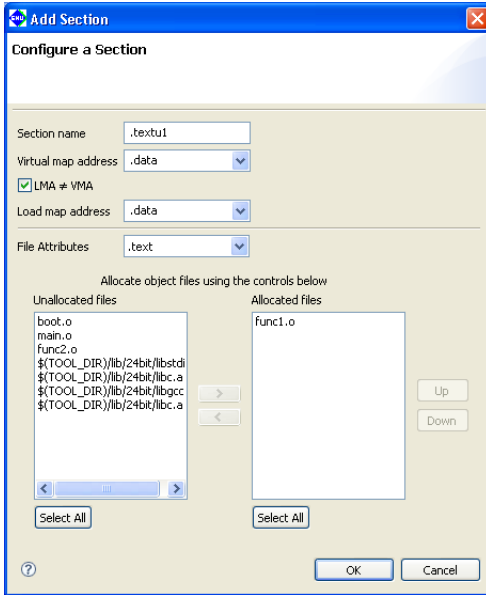 GNU Add Section
Configure a Section
Section name .textu1
Virtual map address .data
LMA ≠ VMA
Load map address .data
File Attributes .text
Allocate object files using the controls below
Unallocated files Allocated files
boot.o func1.o
main.o
func2.o
$(TOOL_DIR)/lib/24bit/libstdi
$(TOOL_DIR)/lib/24bit/libc.a
$(TOOL_DIR)/lib/24bit/libgcc
$(TOOL_DIR)/lib/24bit/libc.a
> Up
< Down
Select All Select All
? OK Cancel